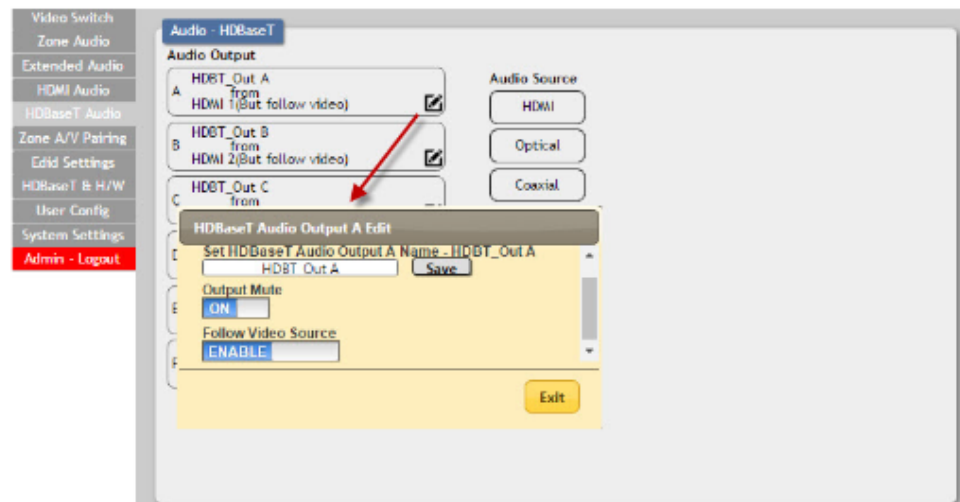 Video Switch
Zone Audio
Extended Audio
HDMI Audio
HDBaseT Audio
Zone A/V Pairing
Edid Settings
HDBaseT & H/W
User Config
System Settings
Admin - Logout
Audio - HDBaseT
Audio Output
A
HDBT_Out A
from
HDMI 1(But follow video)
B
HDBT_Out B
from
HDMI 2(But follow video)
C
HDBT_Out C
from
D
E
F
Audio Source
HDMI
Optical
Coaxial
HDBaseT Audio Output A Edit
Set HDBaseT Audio Output A Name - HDBT_Out A
HDBT_Out A
Save
Output Mute
ON
Follow Video Source
ENABLE
Exit